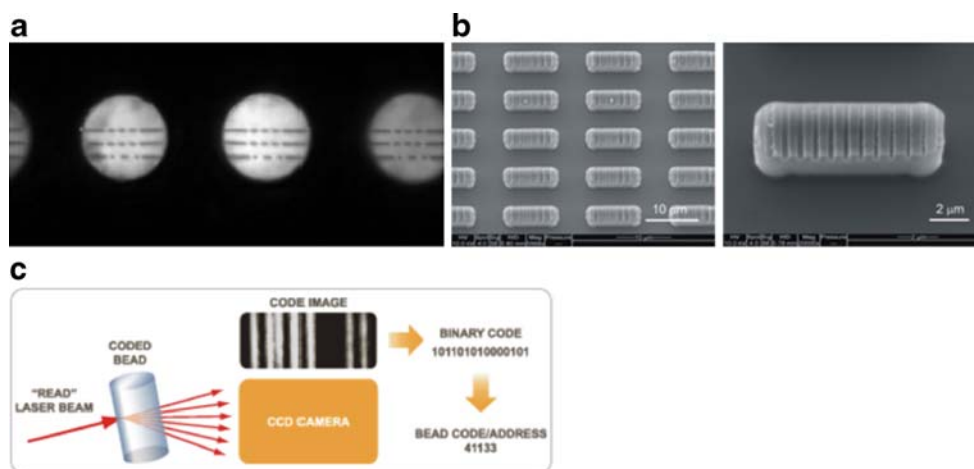 a
b
10 µm
2 µm
c
CODE IMAGE
CODED
BEAD
"READ"
LASER BEAM
CCD CAMERA
BINARY CODE
101101010000101
BEAD CODE/ADDRESS
41133